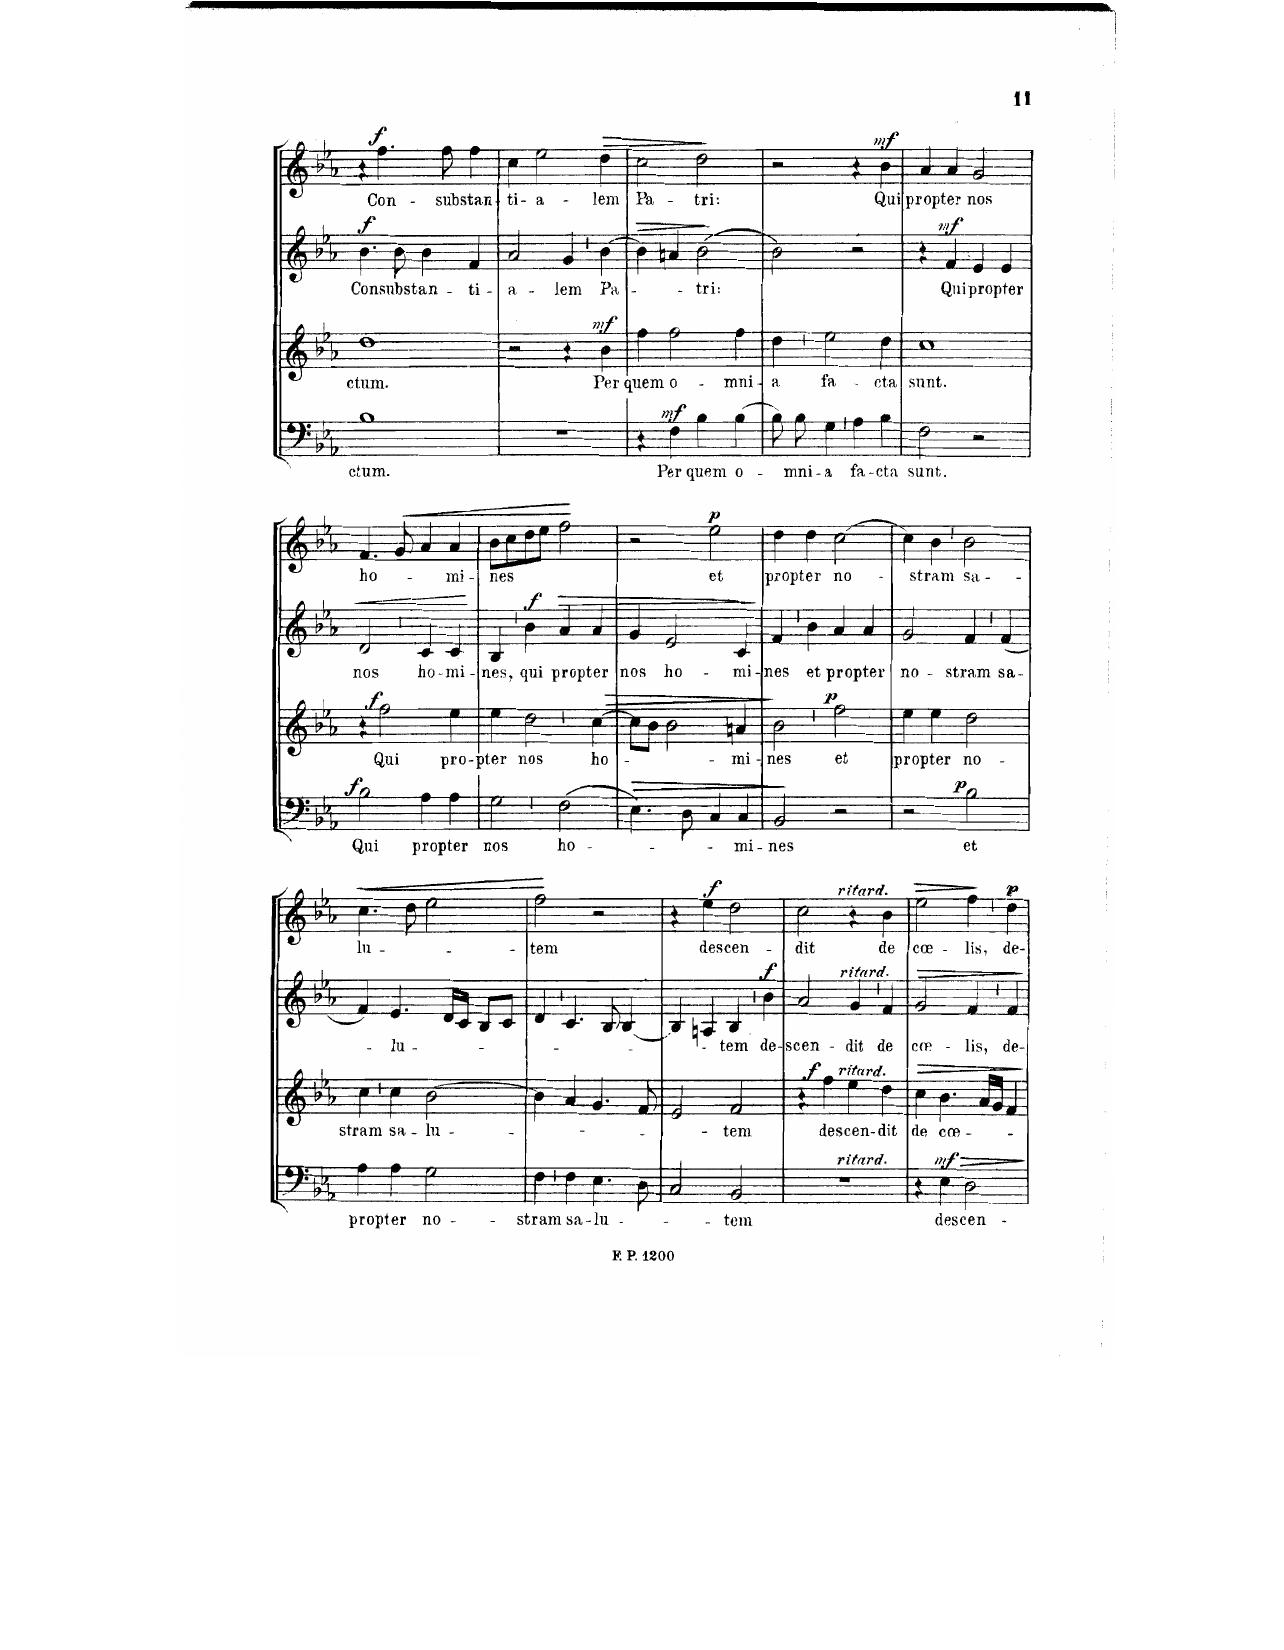 11
f
mf
Con - substan - ti - a - lem Pa - tri: Qui propter nos
f
mf
Consubstan - ti - a - lem Pa - - tri: Qui propter
mf
ctum. Per quem o - mni - a fa - cta sunt.
mf
ctum. Per quem o - mni - a fa - cta sunt.
p
ho - mi - nes et propter no - stram sa -
f
nos ho - mi - nes, qui propter nos ho - mi - nes et propter no - stram sa -
f p
Qui pro - pter nos ho - - mi - nes et propter no -
f p
Qui propter nos ho - - - mi - nes et
f ritard. p
lu - - - tem descen - dit de cœ - lis, de -
f ritard.
- lu - - - - - tem de - scen - dit de cœ - lis, de -
f ritard.
stram sa - lu - - - - tem descen - dit de cœ - -
ritard. mf
propter no - - stram sa - lu - - - tem descen -
F. P. 1200